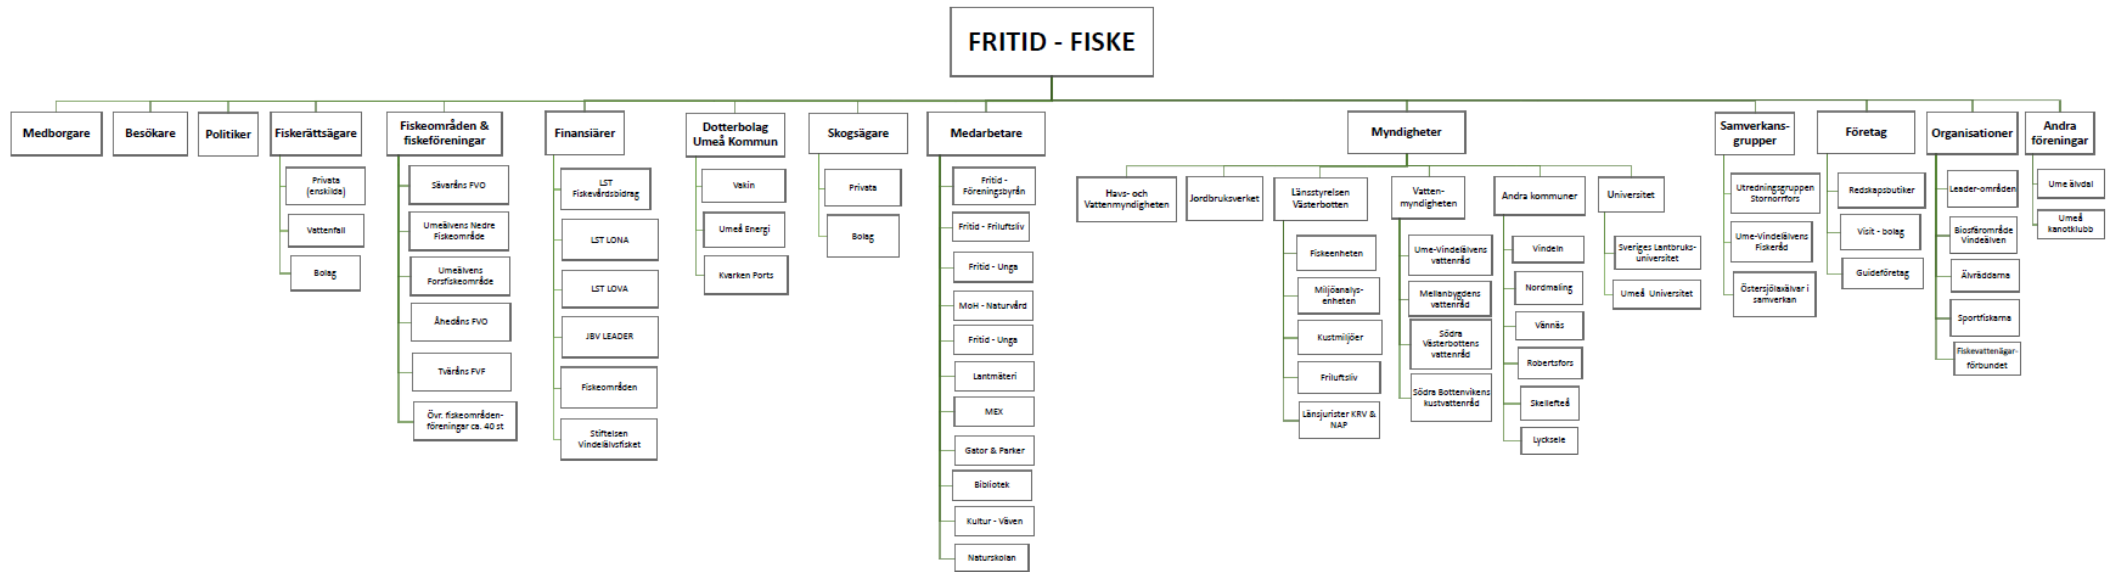 FRITID - FISKE
Medborgare
Besökare
Politiker
Fiskerättsägare
Privata
(enskilda)
Vattenfall
Bolag
Fiskeområden &
fiskeföreningar
Sävaråns FVO
Umeälvens Nedre
Fiskeområde
Umeälvens
Forsfiskeområde
Åhedåns FVO
Tväråns FVF
Övr. fiskeområden-
föreningar ca. 40 st
Finansiärer
LST
Fiskevårdsbidrag
LST LONA
LST LOVA
JBV LEADER
Fiskeområden
Stiftelsen
Vindelälvsfisket
Dotterbolag
Umeå Kommun
Vakin
Umeå Energi
Kvarken Ports
Skogsägare
Privata
Bolag
Medarbetare
Fritid -
Föreningsbyrån
Fritid - Friluftsliv
Fritid - Unga
MoH - Naturvård
Fritid - Unga
Lantmäteri
MEX
Gator & Parker
Bibliotek
Kultur - Väven
Naturskolan
Myndigheter
Havs- och
Vattenmyndigheten
Jordbruksverket
Länsstyrelsen
Västerbotten
Fiskeenheten
Miljöanalys-
enheten
Kustmiljöer
Friluftsliv
Länsjurister KRV &
NAP
Vatten-
myndigheten
Ume-Vindelälvens
vattenråd
Mellanbygdens
vattenråd
Södra
Västerbottens
vattenråd
Södra Bottenvikens
kustvattenråd
Andra kommuner
Vindeln
Nordmaling
Vännäs
Robertsfors
Skellefteå
Lycksele
Universitet
Sveriges Lantbruks-
universitet
Umeå Universitet
Samverkans-
grupper
Utredningsgruppen
Stornorrfors
Ume-Vindelälvens
Fiskeråd
Östersjölaxälvar i
samverkan
Företag
Redskapsbutiker
Visit - bolag
Guideföretag
Organisationer
Leader-områden
Biosfärområde
Vindelälven
Älvräddarna
Sportfiskarna
Fiskevattenägar-
förbundet
Andra
föreningar
Ume älvdal
Umeå
kanotklubb